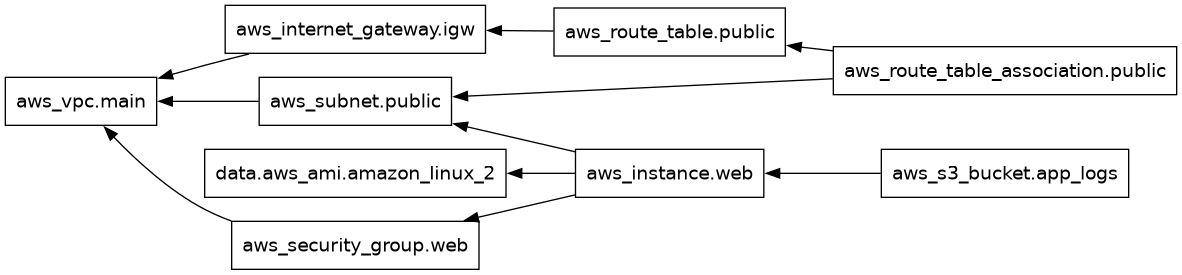 aws_internet_gateway.igw
aws_route_table.public
aws_route_table_association.public
aws_vpc.main
aws_subnet.public
data.aws_ami.amazon_linux_2
aws_instance.web
aws_s3_bucket.app_logs
aws_security_group.web